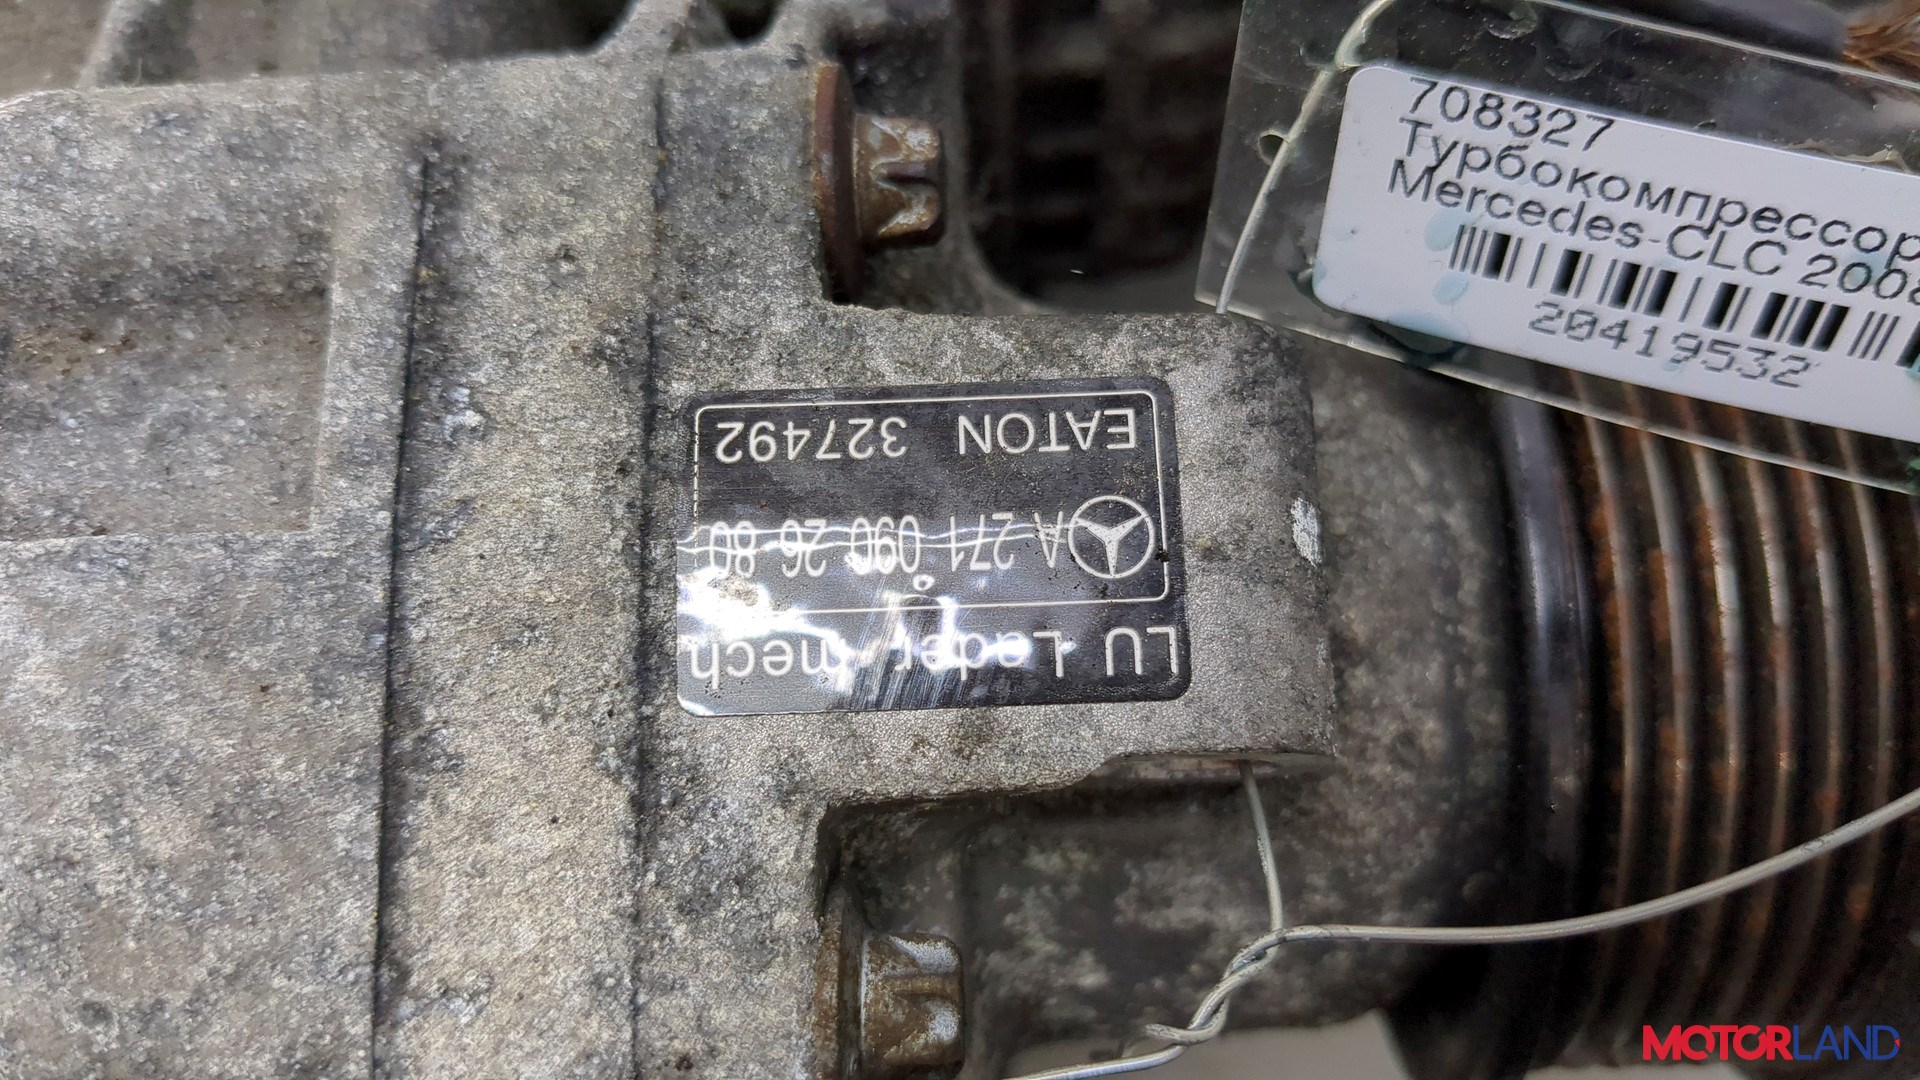 708327
Турбокомпрессор
Mercedes-CLC 2008
20419532
LU Lader mech
A 271 090 26 80
EATON 327492
MOTORLAND